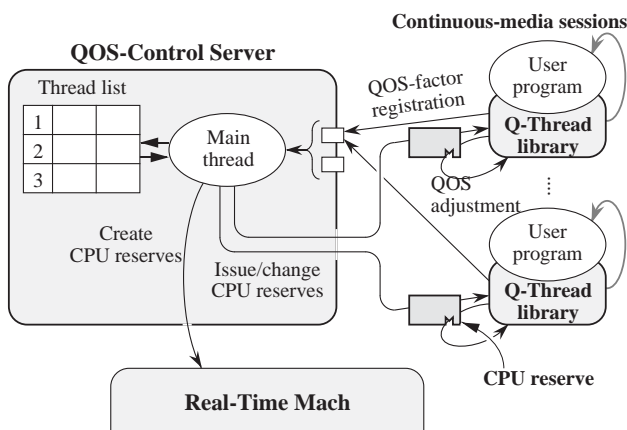 Continuous-media sessions
QOS-Control Server
Thread list
1
2
3
Main
thread
QOS-factor
registration
User
program
Q-Thread
library
QOS
adjustment
Create
CPU reserves
Issue/change
CPU reserves
User
program
Q-Thread
library
CPU reserve
Real-Time Mach